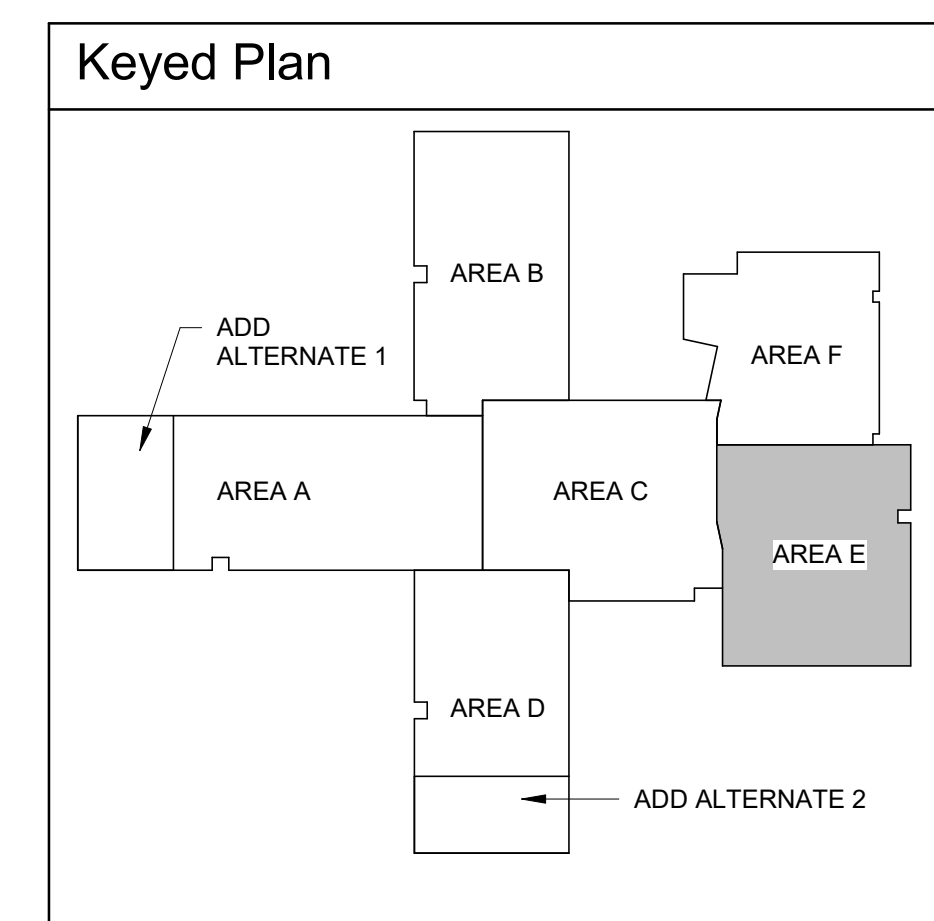 Keyed Plan
AREA B
ADD
ALTERNATE 1
AREA F
AREA A
AREA C
AREA E
AREA D
ADD ALTERNATE 2